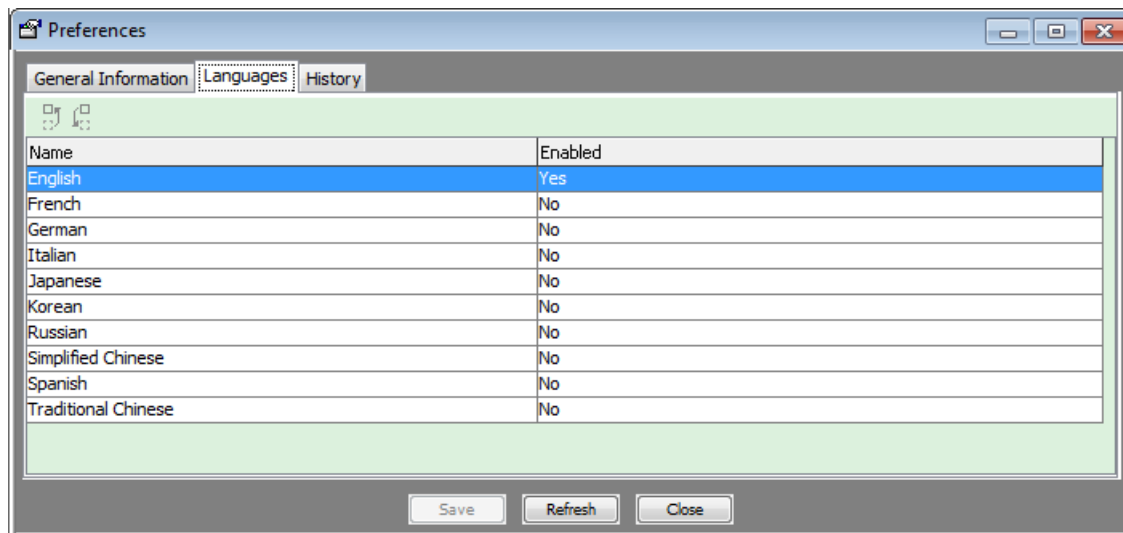 Preferences
General Information Languages History
Name Enabled
English Yes
French No
German No
Italian No
Japanese No
Korean No
Russian No
Simplified Chinese No
Spanish No
Traditional Chinese No
Save Refresh Close